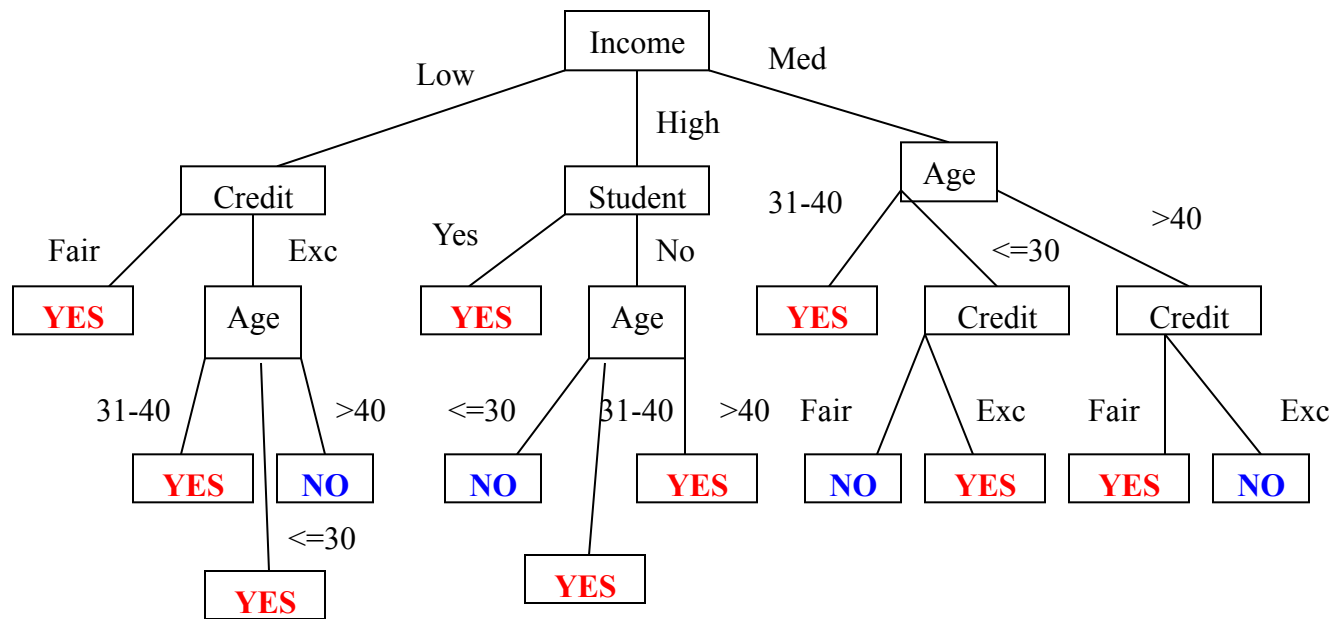 Income
Low
Med
High
Credit
Student
Age
31-40
>40
Fair
Exc
Yes
No
<=30
YES
Age
YES
Age
YES
Credit
Credit
31-40
>40
<=30
31-40
>40
Fair
Exc
Fair
Exc
YES
NO
NO
YES
NO
YES
YES
NO
<=30
YES
YES